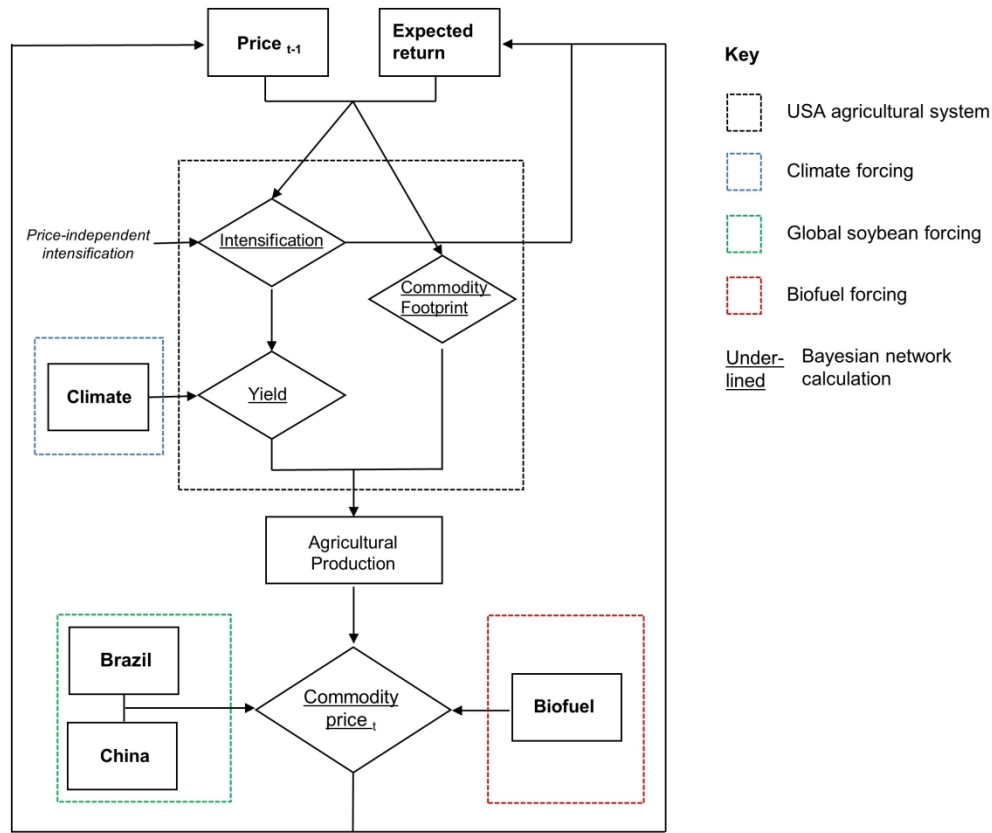 Price t-1
Expected
return
Price-independent
intensification
Intensification
Commodity
Footprint
Climate
Yield
Agricultural
Production
Brazil
China
Commodity
price t
Biofuel
Key
USA agricultural system
Climate forcing
Global soybean forcing
Biofuel forcing
Under-
lined
Bayesian network
calculation